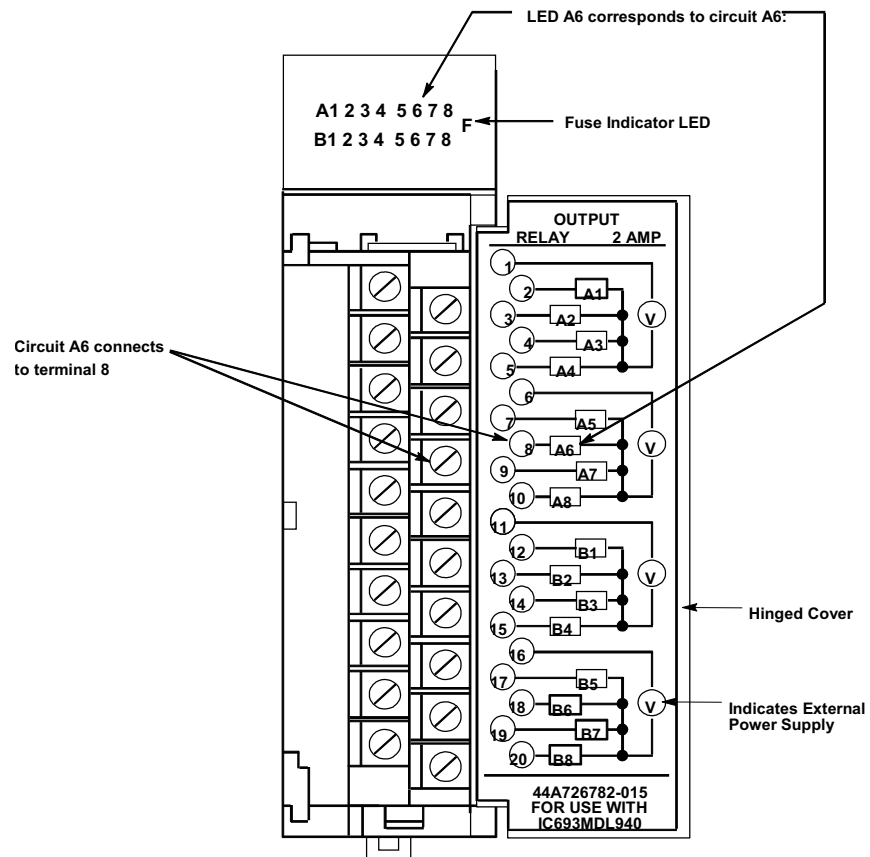 LED A6 corresponds to circuit A6:
A1 2 3 4 5 6 7 8
F
B1 2 3 4 5 6 7 8
Fuse Indicator LED
OUTPUT
RELAY 2 AMP
1
2 A1
V
3 A2
4 A3
5 A4
Circuit A6 connects
to terminal 8
6
7 A5
8 A6
V
9 A7
10 A8
11
12 B1
13 B2
V
14 B3
15 B4
Hinged Cover
16
17 B5
18 B6
V
19 B7
20 B8
Indicates External
Power Supply
44A726782-015
FOR USE WITH
IC693MDL940